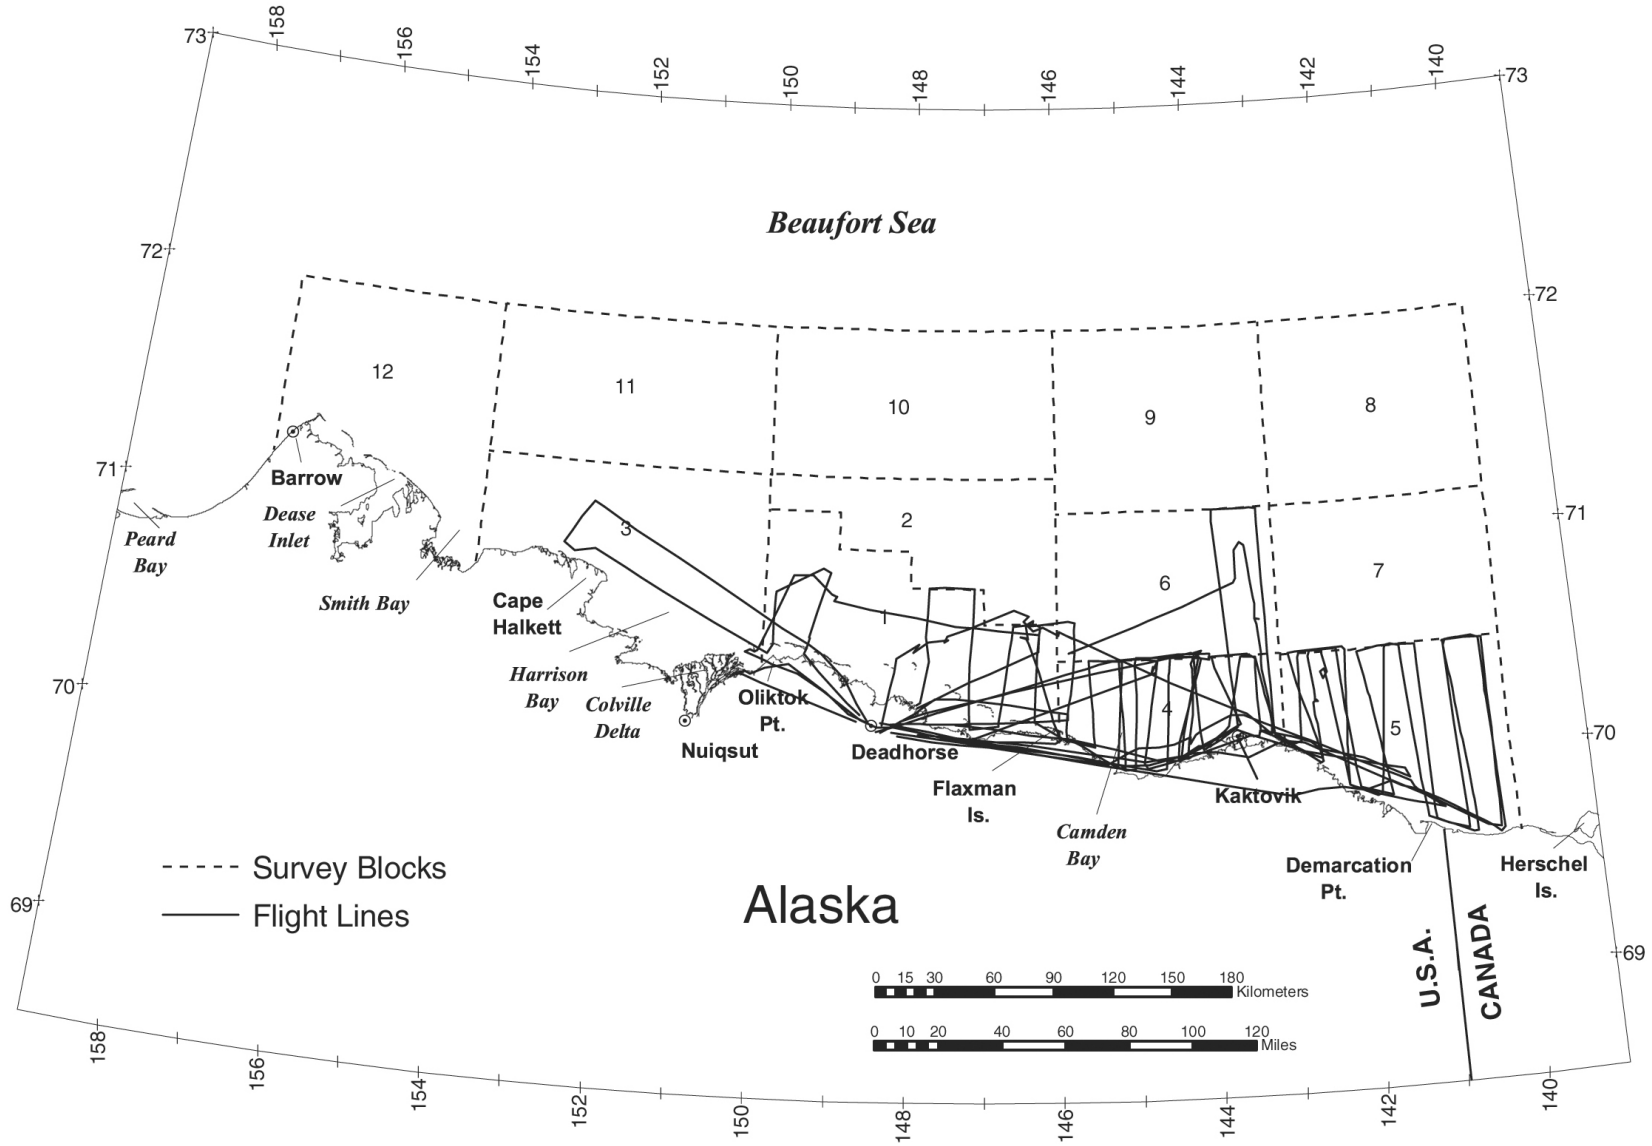 158
156
154
152
150
148
146
144
142
140
73
73
72
72
Beaufort Sea
12
11
10
9
8
71
71
Barrow
Dease
Inlet
Peard
Bay
Smith Bay
3
2
1
6
7
Cape
Halkett
Harrison
Bay
Colville
Delta
70
70
Oliktok
Pt.
Nuiqsut
Deadhorse
4
5
Flaxman
Is.
Kaktovik
Camden
Bay
Demarcation
Pt.
Herschel
Is.
Survey Blocks
Flight Lines
Alaska
69
69
U.S.A.
CANADA
0 15 30 60 90 120 150 180
Kilometers
0 10 20 40 60 80 100 120
Miles
158
156
154
152
150
148
146
144
142
140